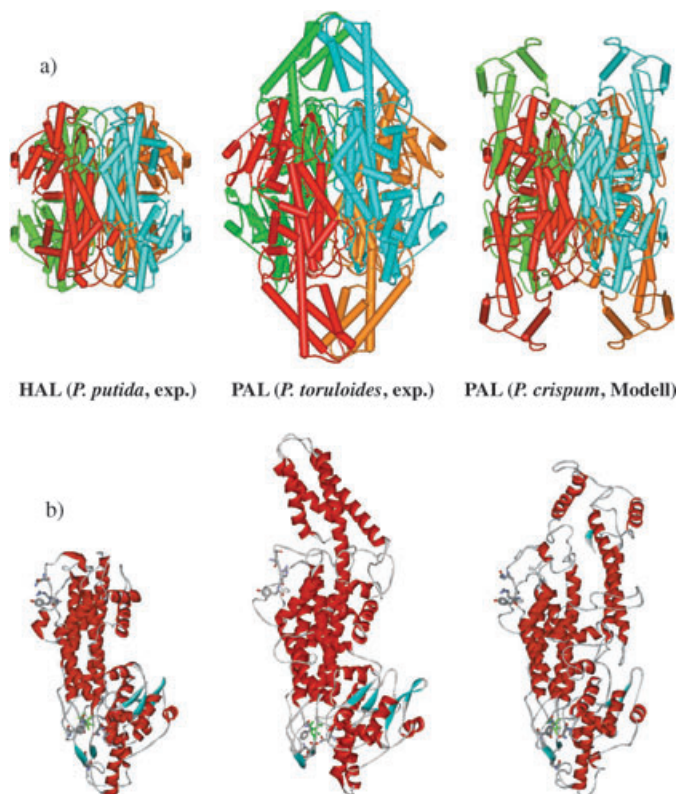 a)
HAL (P. putida, exp.) PAL (P. toruloides, exp.) PAL (P. crispum, Modell)
b)